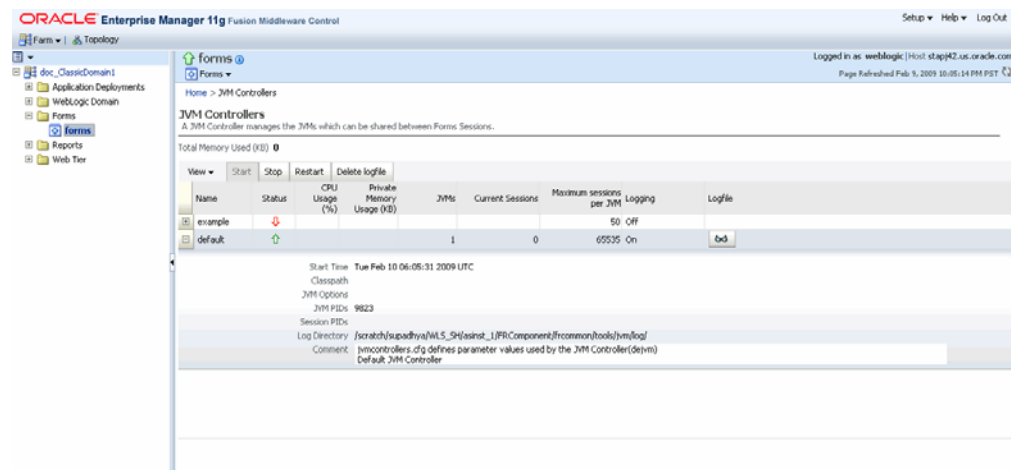 ORACLE Enterprise Manager 11g Fusion Middleware Control
Setup Help Log Out
Farm | Topology
doc_ClassicDomain1
Application Deployments
WebLogic Domain
Forms
forms
Reports
Web Tier
forms
Forms
Logged in as weblogic | Host stapj42.us.oracle.com
Page Refreshed Feb 9, 2009 10:05:14 PM PST
Home > JVM Controllers
JVM Controllers
A JVM Controller manages the JVMs which can be shared between Forms Sessions.
Total Memory Used (KB) 0
View Start Stop Restart Delete logfile
Name Status CPU Usage (%) Private Memory Usage (KB) JVMs Current Sessions Maximum sessions per JVM Logging Logfile
example 50 Off
default 1 0 65535 On
Start Time Tue Feb 10 06:05:31 2009 UTC
Classpath
JVM Options
JVM PIDs 9823
Session PIDs
Log Directory /scratch/supadhya/WLS_SH/asinst_1/FRComponent/frcommon/tools/jvm/log/
Comment jvmcontrollers.cfg defines parameter values used by the JVM Controller(dejvm)
Default JVM Controller